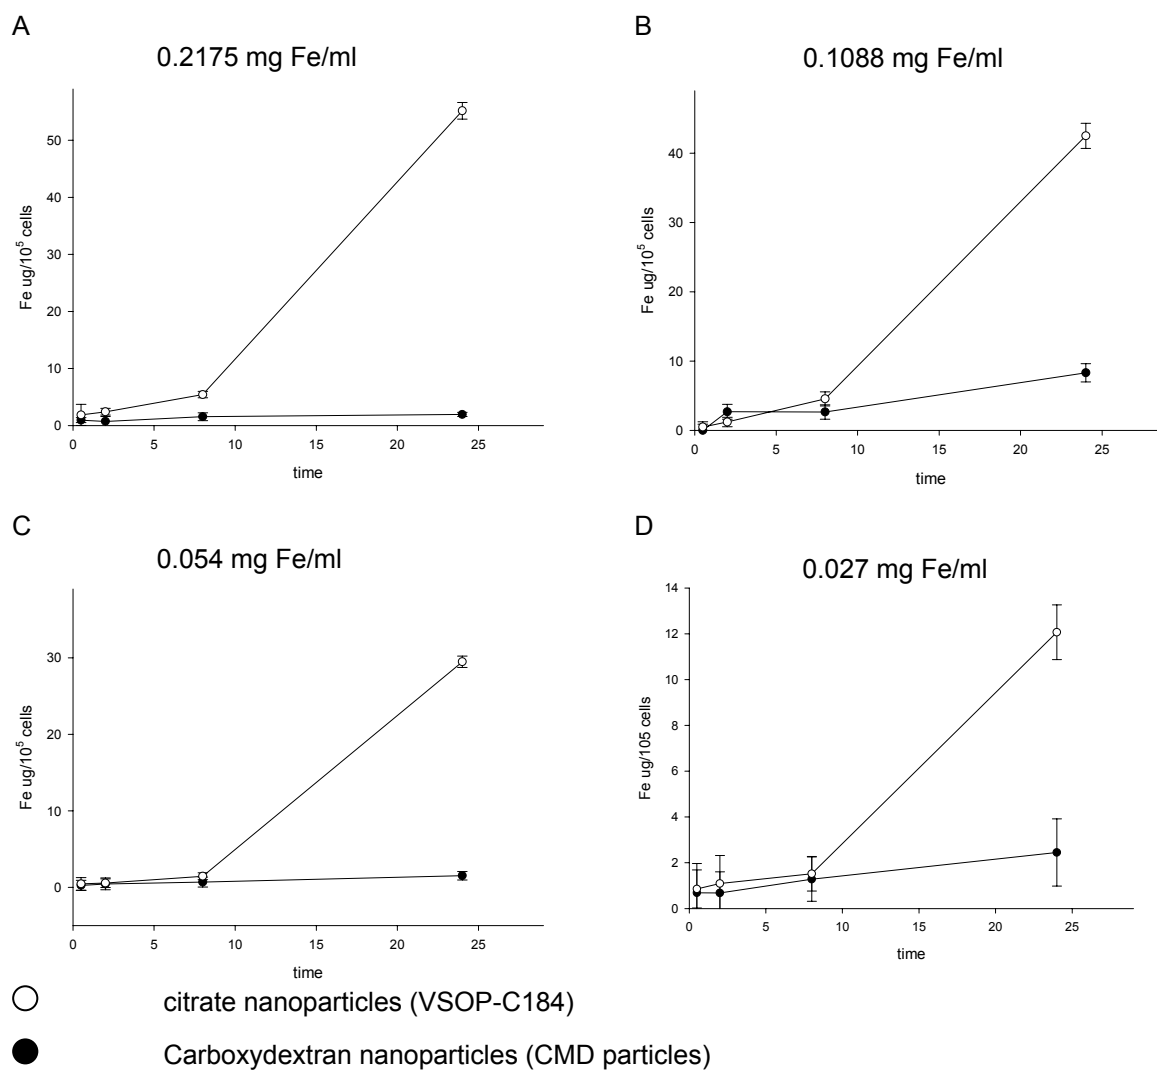 A
0.2175 mg Fe/ml
Fe ug/10⁵ cells
50
40
30
20
10
0
0 5 10 15 20 25
time
B
0.1088 mg Fe/ml
Fe ug/10⁵ cells
40
30
20
10
0
0 5 10 15 20 25
time
C
0.054 mg Fe/ml
Fe ug/10⁵ cells
30
20
10
0
0 5 10 15 20 25
time
D
0.027 mg Fe/ml
Fe ug/105 cells
14
12
10
8
6
4
2
0
0 5 10 15 20 25
time
citrate nanoparticles (VSOP-C184)
Carboxydextran nanoparticles (CMD particles)